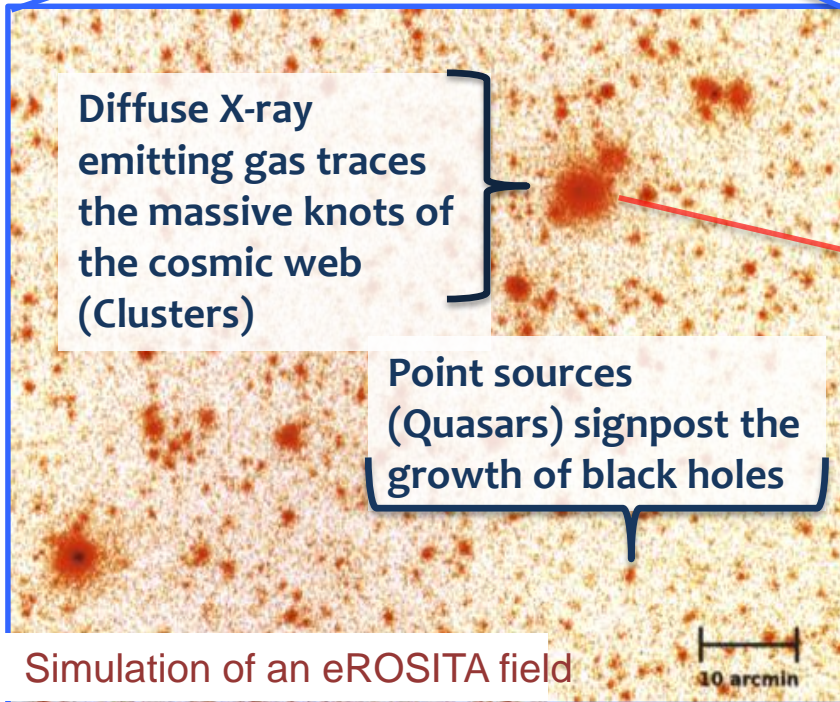 Diffuse X-ray
emitting gas traces
the massive knots of
the cosmic web
(Clusters)
Point sources
(Quasars) signpost the
growth of black holes
10 arcmin
Simulation of an eROSITA field